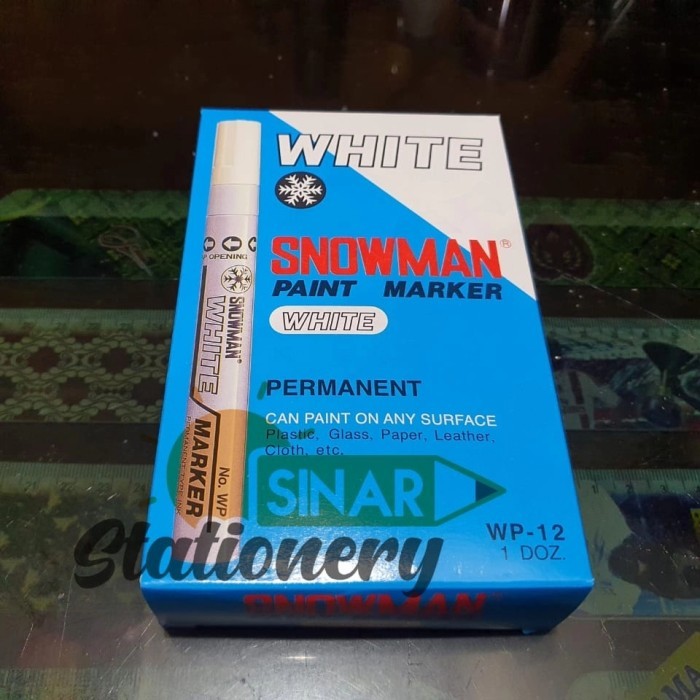 WHITE
SNOWMAN®
PAINT MARKER
WHITE
PERMANENT
CAN PAINT ON ANY SURFACE
Plastic, Glass, Paper, Leather,
Cloth, etc.
WP-12
1 DOZ.
SNOWMAN
OPENING
SNOWMAN
WHITE
MARKER
No. WP
SINAR
Stationery